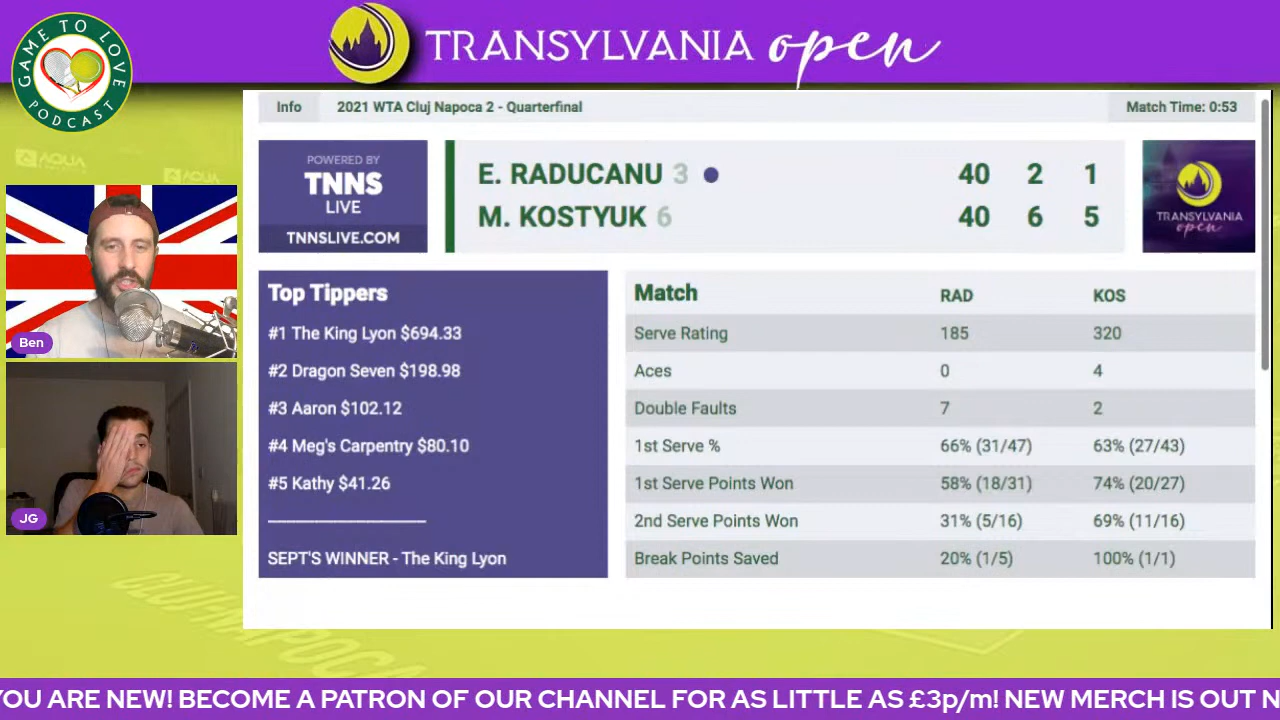 GAME TO LOVE
PODCAST
TRANSYLVANIA open
Info 2021 WTA Cluj Napoca 2 - Quarterfinal Match Time: 0:53
POWERED BY
TNNS
LIVE
TNNSLIVE.COM
E. RADUCANU 3 40 2 1
M. KOSTYUK 6 40 6 5
TRANSYLVANIA
open
Top Tippers
#1 The King Lyon $694.33
#2 Dragon Seven $198.98
#3 Aaron $102.12
#4 Meg's Carpentry $80.10
#5 Kathy $41.26
SEPT'S WINNER - The King Lyon
Match RAD KOS
Serve Rating 185 320
Aces 0 4
Double Faults 7 2
1st Serve % 66% (31/47) 63% (27/43)
1st Serve Points Won 58% (18/31) 74% (20/27)
2nd Serve Points Won 31% (5/16) 69% (11/16)
Break Points Saved 20% (1/5) 100% (1/1)
AQUA
AQUA
Ben
JG
CLUJ-NAPOCA
YOU ARE NEW! BECOME A PATRON OF OUR CHANNEL FOR AS LITTLE AS £3p/m! NEW MERCH IS OUT N